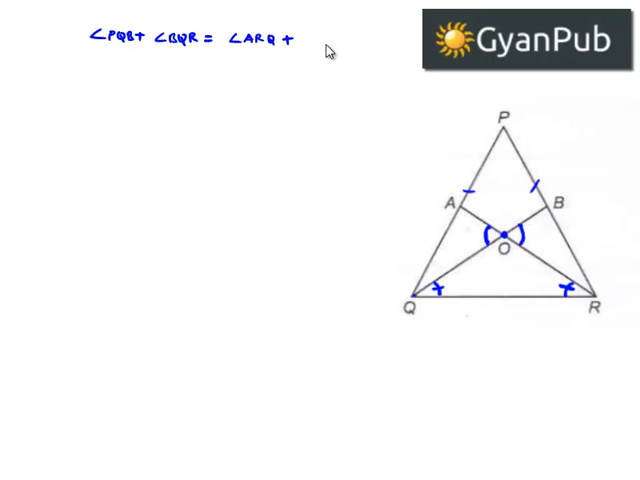 ∠PQB + ∠BQR = ∠ARQ +
GyanPub
P
A
B
O
Q
R